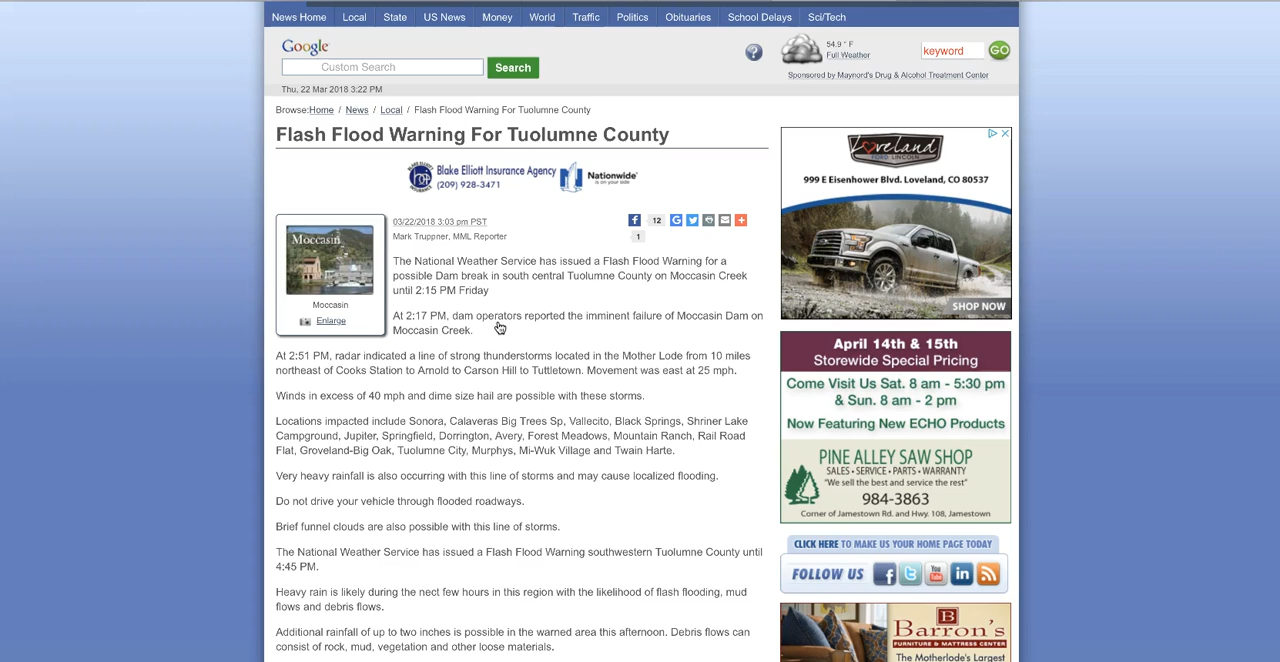 News Home Local State US News Money World Traffic Politics Obituaries School Delays Sci/Tech
Google
Custom Search Search
54.9 ° F
Full Weather
keyword GO
Sponsored by Maynord's Drug & Alcohol Treatment Center
Thu, 22 Mar 2018 3:22 PM
Browse:Home / News / Local / Flash Flood Warning For Tuolumne County
Flash Flood Warning For Tuolumne County
Blake Elliott Insurance Agency
(209) 928-3471
Nationwide
is on your side
Moccasin
Moccasin
Enlarge
03/22/2018 3:03 pm PST
12
Mark Truppner, MML Reporter
1
The National Weather Service has issued a Flash Flood Warning for a
possible Dam break in south central Tuolumne County on Moccasin Creek
until 2:15 PM Friday
At 2:17 PM, dam operators reported the imminent failure of Moccasin Dam on
Moccasin Creek.
At 2:51 PM, radar indicated a line of strong thunderstorms located in the Mother Lode from 10 miles
northeast of Cooks Station to Arnold to Carson Hill to Tuttletown. Movement was east at 25 mph.
Winds in excess of 40 mph and dime size hail are possible with these storms.
Locations impacted include Sonora, Calaveras Big Trees Sp, Vallecito, Black Springs, Shriner Lake
Campground, Jupiter, Springfield, Dorrington, Avery, Forest Meadows, Mountain Ranch, Rail Road
Flat, Groveland-Big Oak, Tuolumne City, Murphys, Mi-Wuk Village and Twain Harte.
Very heavy rainfall is also occurring with this line of storms and may cause localized flooding.
Do not drive your vehicle through flooded roadways.
Brief funnel clouds are also possible with this line of storms.
The National Weather Service has issued a Flash Flood Warning southwestern Tuolumne County until
4:45 PM.
Heavy rain is likely during the nect few hours in this region with the likelihood of flash flooding, mud
flows and debris flows.
Additional rainfall of up to two inches is possible in the warned area this afternoon. Debris flows can
consist of rock, mud, vegetation and other loose materials.
Loveland
FORD LINCOLN
999 E Eisenhower Blvd. Loveland, CO 80537
SHOP NOW
April 14th & 15th
Storewide Special Pricing
Come Visit Us Sat. 8 am - 5:30 pm
& Sun. 8 am - 2 pm
Now Featuring New ECHO Products
PINE ALLEY SAW SHOP
SALES • SERVICE • PARTS • WARRANTY
"We sell the best and service the rest"
984-3863
Corner of Jamestown Rd. and Hwy. 108, Jamestown
CLICK HERE TO MAKE US YOUR HOME PAGE TODAY
FOLLOW US
You Tube
B
Barron's
FURNITURE & MATTRESS CENTER
The Motherlode's Largest